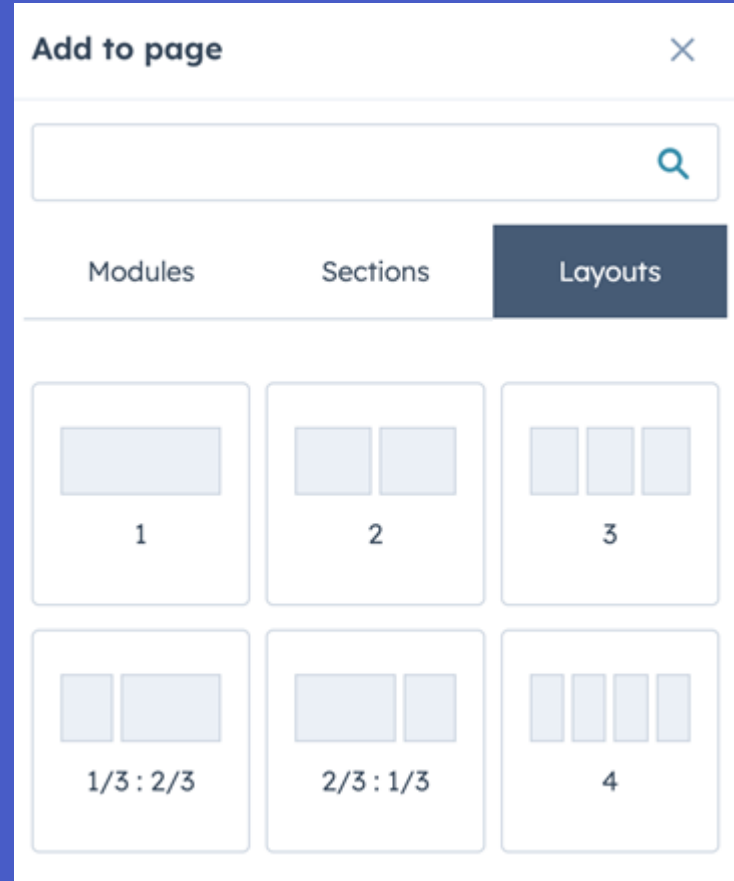 Add to page
Modules Sections Layouts
1 2 3
1/3 : 2/3 2/3 : 1/3 4